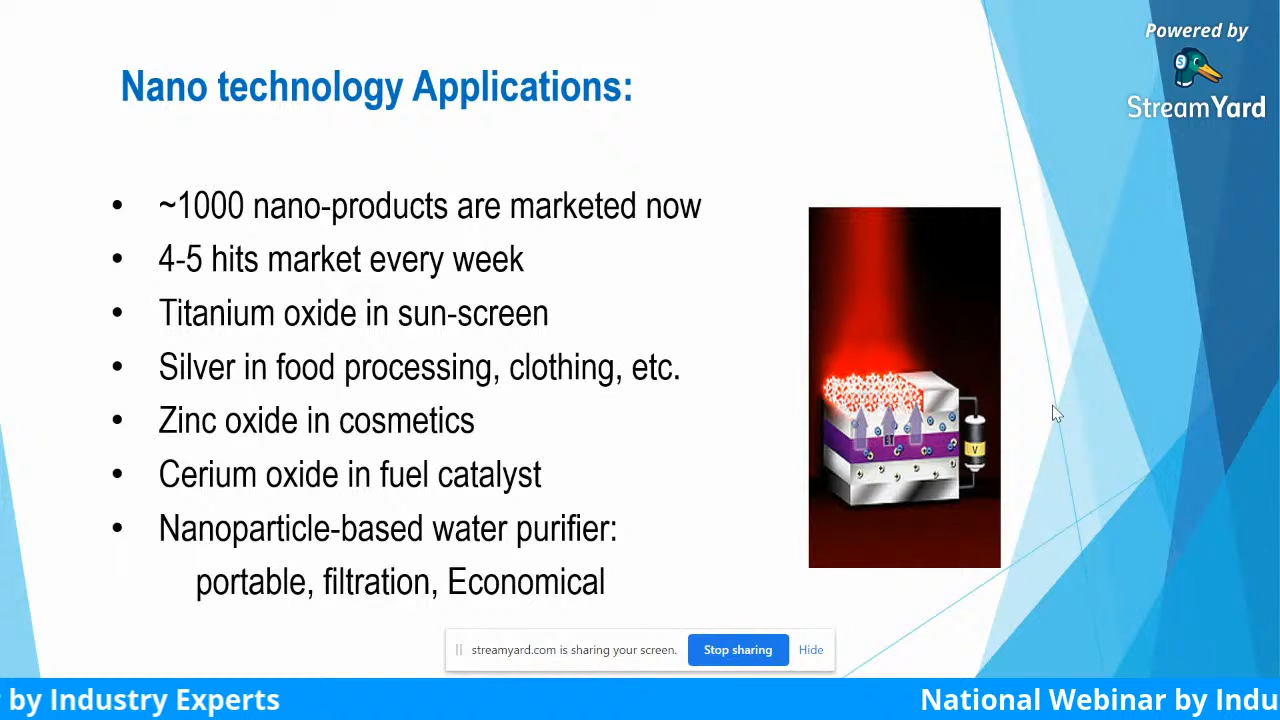 Powered by
StreamYard
Nano technology Applications:
• ~1000 nano-products are marketed now
• 4-5 hits market every week
• Titanium oxide in sun-screen
• Silver in food processing, clothing, etc.
• Zinc oxide in cosmetics
• Cerium oxide in fuel catalyst
• Nanoparticle-based water purifier:
portable, filtration, Economical
ET
V
streamyard.com is sharing your screen.
Stop sharing
Hide
by Industry Experts
National Webinar by Indu